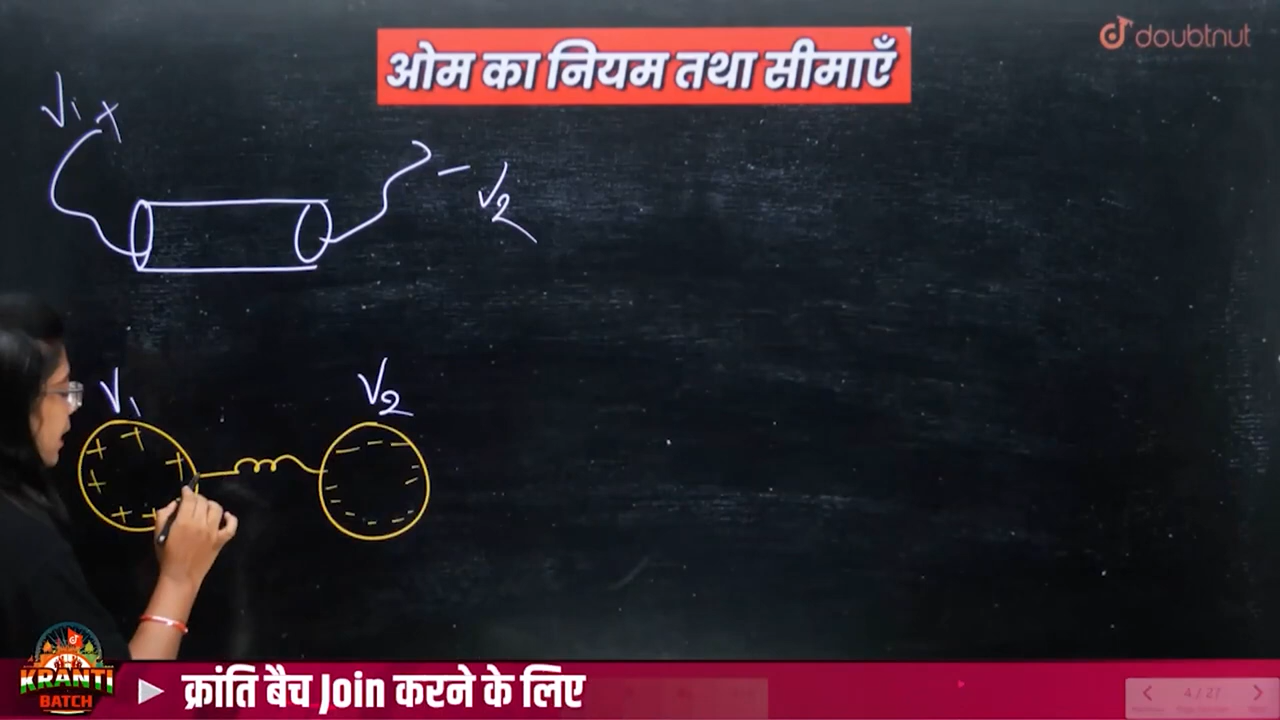 ओम का नियम तथा सीमाएँ
doubtnut
V1 +
- V2
V1
V2
+ + + + + + +
- - - - - - - - - -
KRANTI
BATCH
क्रांति बैच Join करने के लिए
4 / 27